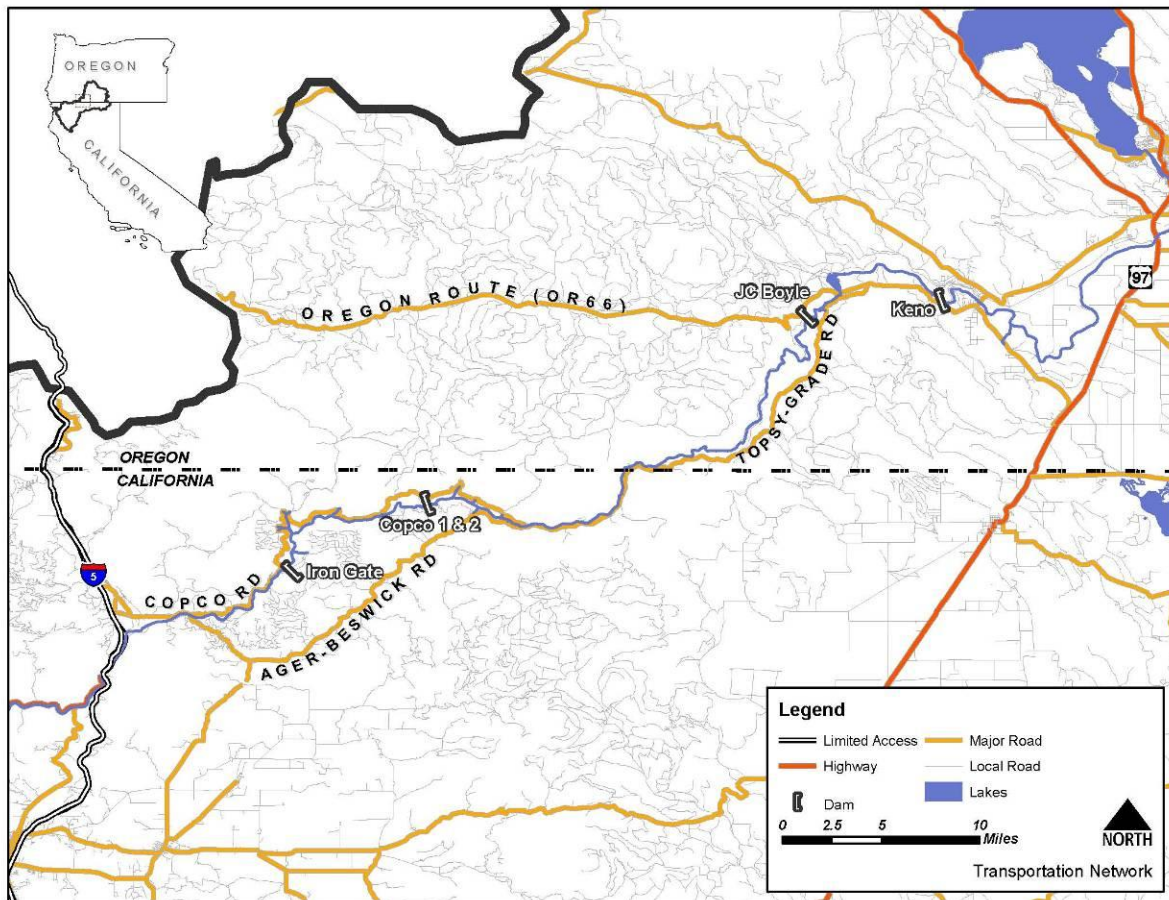 OREGON
CALIFORNIA
97
JC Boyle
OREGON ROUTE (OR66)
Keno
TOPSY-GRADE RD
OREGON
CALIFORNIA
Copco 1 & 2
5
Iron Gate
COPCO RD
AGER-BESWICK RD
Legend
Limited Access
Major Road
Highway
Local Road
Dam
Lakes
0 2.5 5 10
Miles
NORTH
Transportation Network